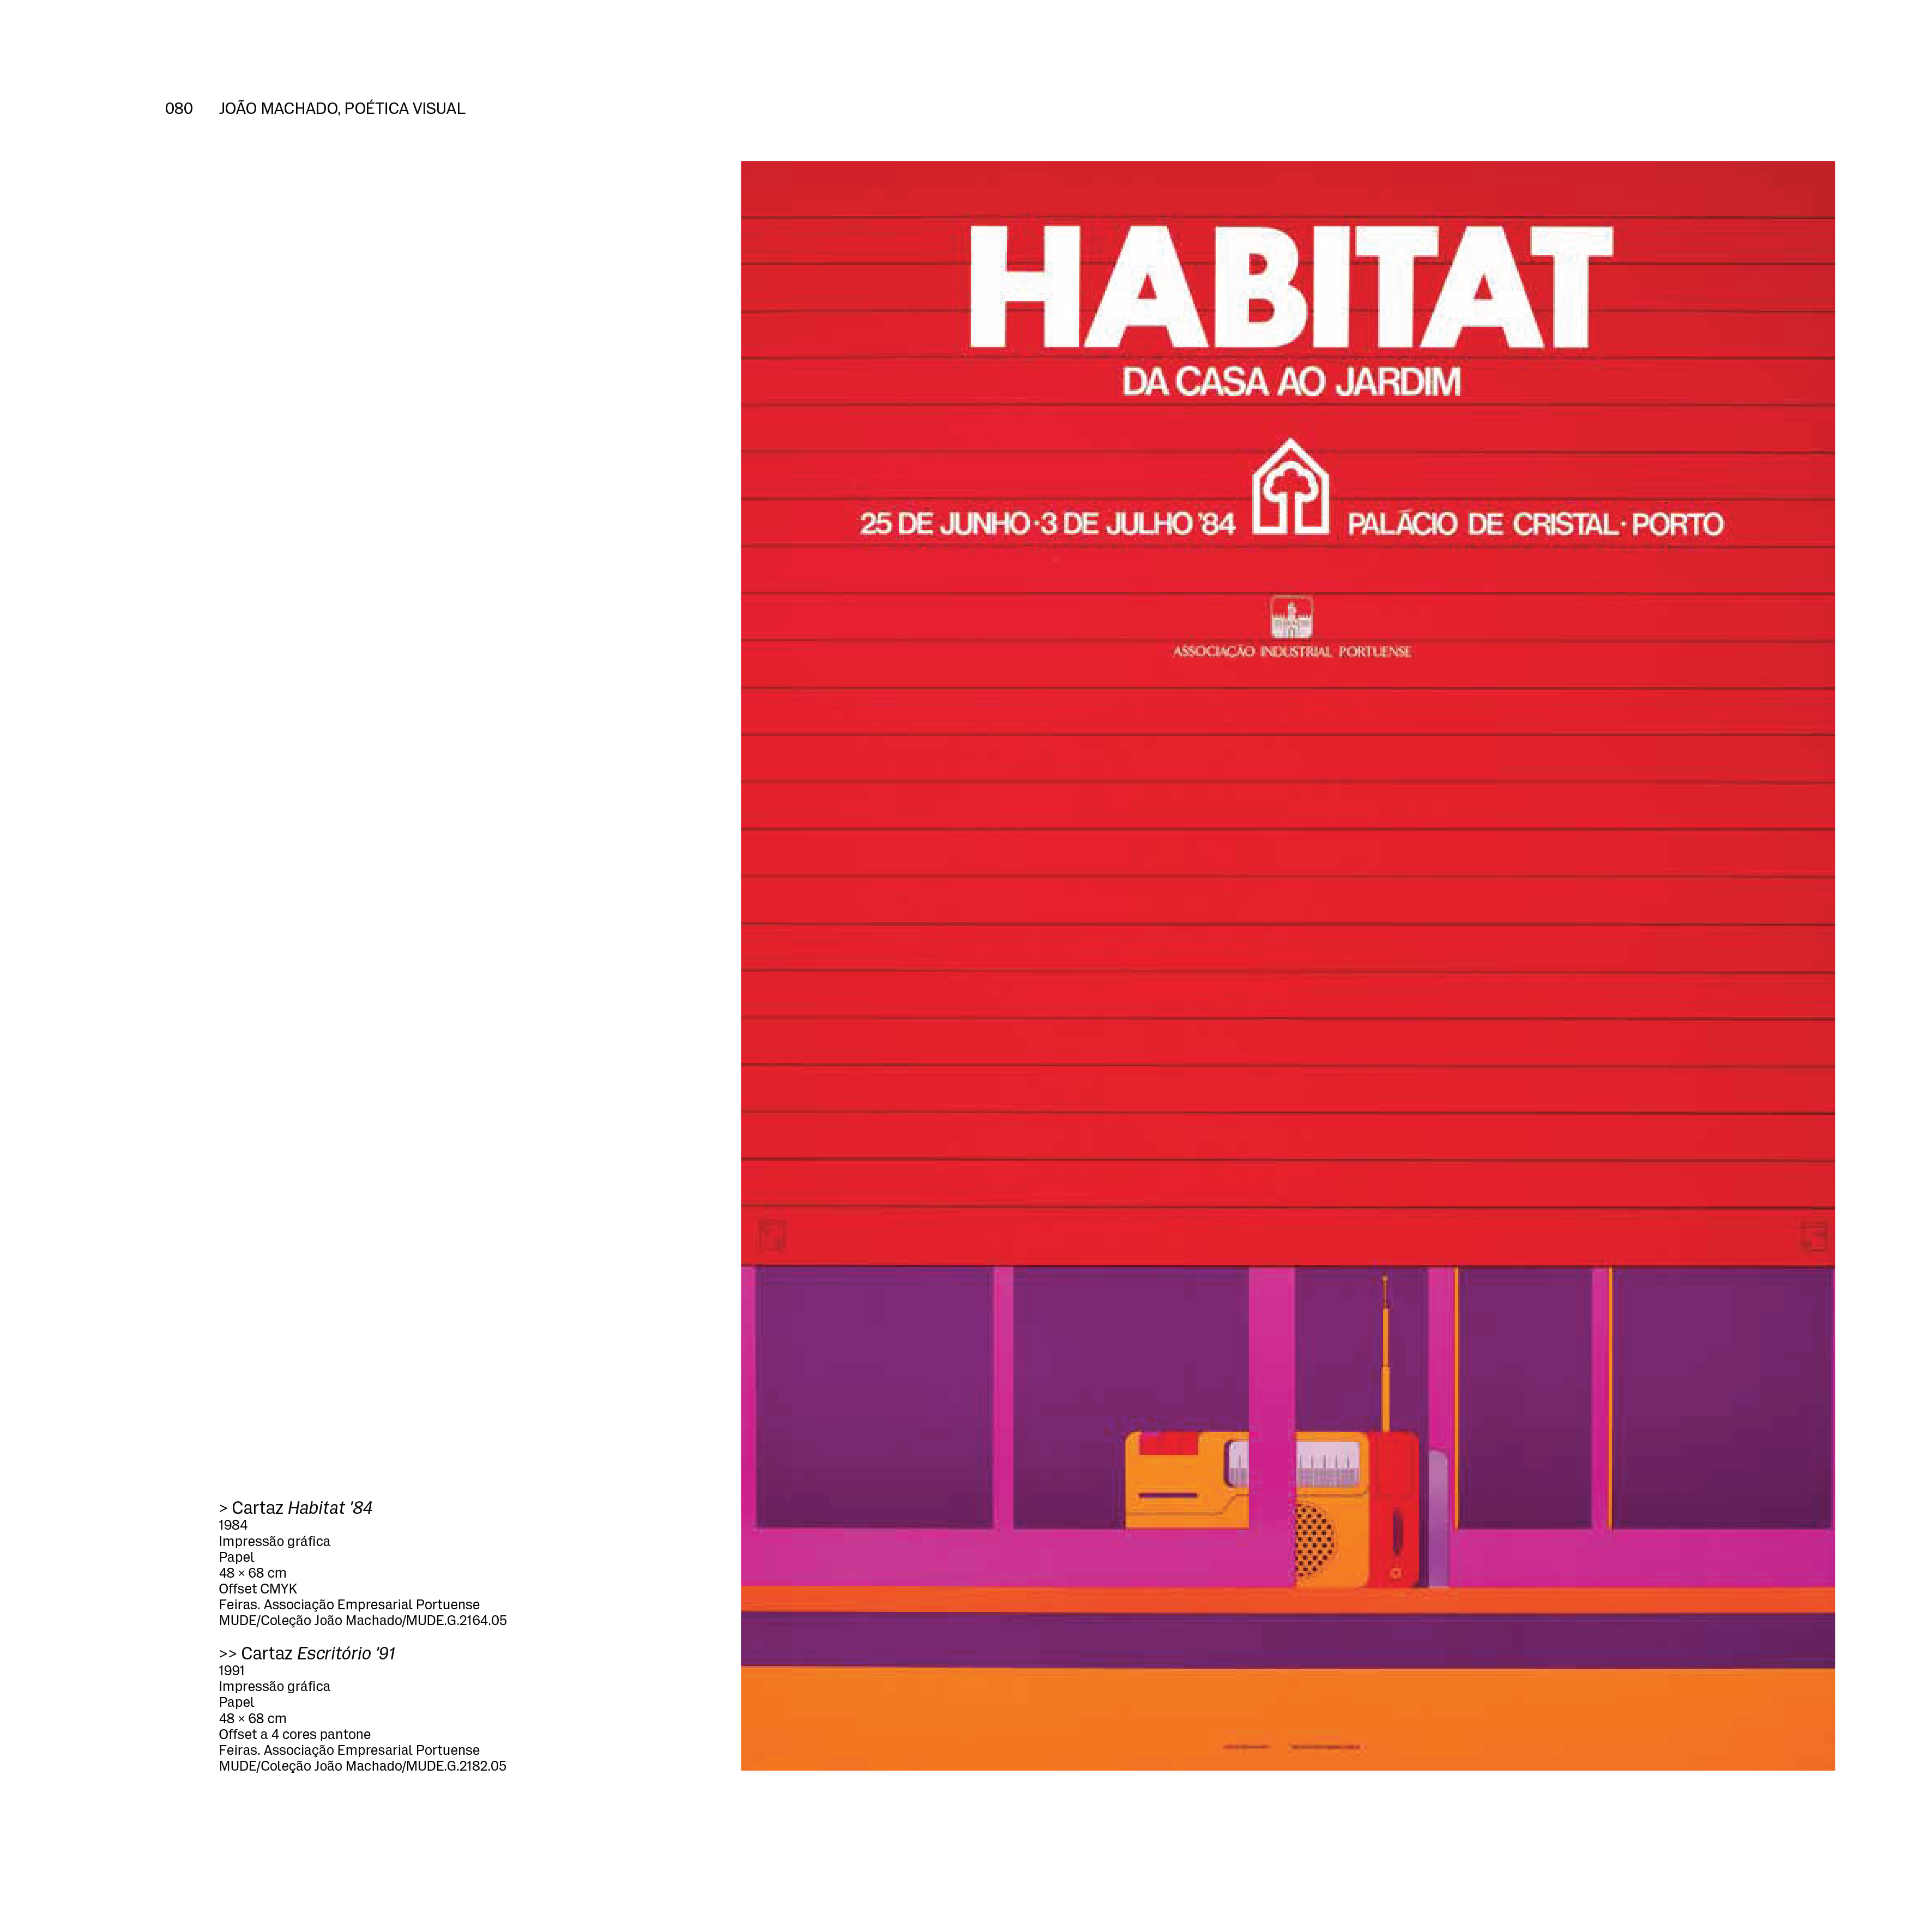 080 JOÃO MACHADO, POÉTICA VISUAL
HABITAT
DA CASA AO JARDIM
25 DE JUNHO·3 DE JULHO '84 PALÁCIO DE CRISTAL·PORTO
ASSOCIAÇÃO INDUSTRIAL PORTUENSE
> Cartaz Habitat '84
1984
Impressão gráfica
Papel
48 × 68 cm
Offset CMYK
Feiras. Associação Empresarial Portuense
MUDE/Coleção João Machado/MUDE.G.2164.05
>> Cartaz Escritório '91
1991
Impressão gráfica
Papel
48 × 68 cm
Offset a 4 cores pantone
Feiras. Associação Empresarial Portuense
MUDE/Coleção João Machado/MUDE.G.2182.05